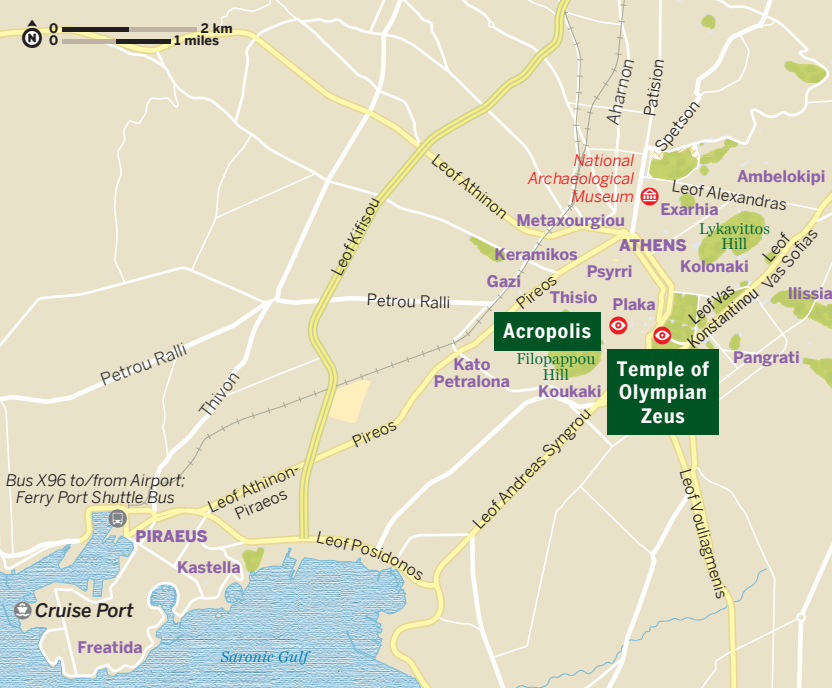 0 2 km
N
0 1 miles
Aharnon
Patision
Spetson
National
Archaeological
Museum
Ambelokipi
Leof Alexandras
Leof Athinon
Exarhia
Metaxourgiou
Lykavittos
Hill
Leof
Vas Sofias
ATHENS
Leof Kifisou
Keramikos
Psyrri
Kolonaki
Gazi
Pireos
Thisio
Plaka
Leof Vas
Konstantinou
Ilissia
Petrou Ralli
Acropolis
Filopappou
Hill
Temple of
Olympian
Zeus
Pangrati
Petrou Ralli
Kato
Petralona
Koukaki
Thivon
Pireos
Leof Andreas Syngrou
Bus X96 to/from Airport;
Ferry Port Shuttle Bus
Leof Athinon-
Piraeos
Leof Vouliagmenis
PIRAEUS
Leof Posidonos
Kastella
Cruise Port
Freatida
Saronic Gulf